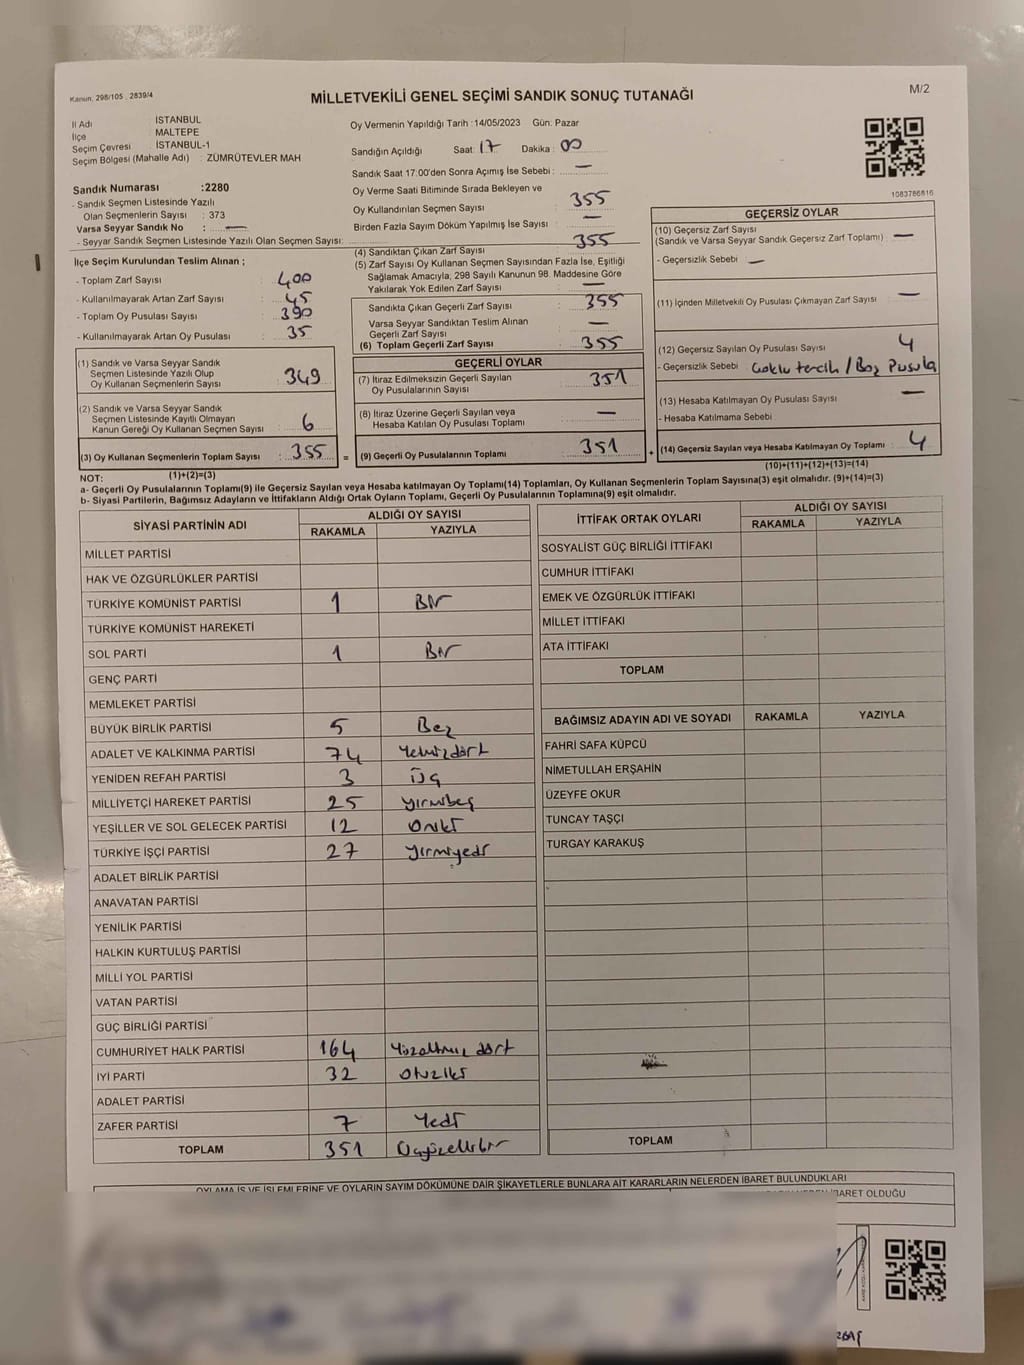 Kanun: 298/105 , 2839/4
MİLLETVEKİLİ GENEL SEÇİMİ SANDIK SONUÇ TUTANAĞI
M/2
İl Adı : İSTANBUL
İlçe MALTEPE
Seçim Çevresi : İSTANBUL-1
Seçim Bölgesi (Mahalle Adı) : ZÜMRÜTEVLER MAH
Sandık Numarası :2280
- Sandık Seçmen Listesinde Yazılı
Olan Seçmenlerin Sayısı : 373
Varsa Seyyar Sandık No : —
- Seyyar Sandık Seçmen Listesinde Yazılı Olan Seçmen Sayısı:
Oy Vermenin Yapıldığı Tarih :14/05/2023 Gün: Pazar
Sandığın Açıldığı Saat: 17 Dakika : 00
Sandık Saat 17:00'den Sonra Açımış İse Sebebi : —
Oy Verme Saati Bitiminde Sırada Bekleyen ve
Oy Kullandırılan Seçmen Sayısı : 355
Birden Fazla Sayım Döküm Yapılmış İse Sayısı : —
1083786816
İlçe Seçim Kurulundan Teslim Alınan ;
- Toplam Zarf Sayısı : 400
- Kullanılmayarak Artan Zarf Sayısı : 45
- Toplam Oy Pusulası Sayısı : 390
- Kullanılmayarak Artan Oy Pusulası : 35
(1) Sandık ve Varsa Seyyar Sandık
Seçmen Listesinde Yazılı Olup
Oy Kullanan Seçmenlerin Sayısı : 349
(2) Sandık ve Varsa Seyyar Sandık
Seçmen Listesinde Kayıtlı Olmayan
Kanun Gereği Oy Kullanan Seçmen Sayısı : 6
(3) Oy Kullanan Seçmenlerin Toplam Sayısı : 355 =
(4) Sandıktan Çıkan Zarf Sayısı : 355
(5) Zarf Sayısı Oy Kullanan Seçmen Sayısından Fazla İse, Eşitliği
Sağlamak Amacıyla, 298 Sayılı Kanunun 98. Maddesine Göre
Yakılarak Yok Edilen Zarf Sayısı : —
Sandıkta Çıkan Geçerli Zarf Sayısı : 355
Varsa Seyyar Sandıktan Teslim Alınan
Geçerli Zarf Sayısı : —
(6) Toplam Geçerli Zarf Sayısı : 355
GEÇERLİ OYLAR
(7) İtiraz Edilmeksizin Geçerli Sayılan
Oy Pusulalarının Sayısı : 351
(8) İtiraz Üzerine Geçerli Sayılan veya
Hesaba Katılan Oy Pusulası Toplamı : —
(9) Geçerli Oy Pusulalarının Toplamı : 351 +
GEÇERSİZ OYLAR
(10) Geçersiz Zarf Sayısı
(Sandık ve Varsa Seyyar Sandık Geçersiz Zarf Toplamı) : —
- Geçersizlik Sebebi : —
(11) İçinden Milletvekili Oy Pusulası Çıkmayan Zarf Sayısı : —
(12) Geçersiz Sayılan Oy Pusulası Sayısı : 4
- Geçersizlik Sebebi : Çoklu tercih / Boş Pusula
(13) Hesaba Katılmayan Oy Pusulası Sayısı : —
- Hesaba Katılmama Sebebi
(14) Geçersiz Sayılan veya Hesaba Katılmayan Oy Toplamı : 4
NOT: (1)+(2)=(3)
(10)+(11)+(12)+(13)=(14)
a- Geçerli Oy Pusulalarının Toplamı(9) ile Geçersiz Sayılan veya Hesaba katılmayan Oy Toplamı(14) Toplamları, Oy Kullanan Seçmenlerin Toplam Sayısına(3) eşit olmalıdır. (9)+(14)=(3)
b- Siyasi Partilerin, Bağımsız Adayların ve İttifakların Aldığı Ortak Oyların Toplamı, Geçerli Oy Pusulalarının Toplamına(9) eşit olmalıdır.
SİYASİ PARTİNİN ADI ALDIĞI OY SAYISI
RAKAMLA YAZIYLA
MİLLET PARTİSİ
HAK VE ÖZGÜRLÜKLER PARTİSİ
TÜRKİYE KOMÜNİST PARTİSİ 1 Bir
TÜRKİYE KOMÜNİST HAREKETİ
SOL PARTİ 1 Bir
GENÇ PARTİ
MEMLEKET PARTİSİ
BÜYÜK BİRLİK PARTİSİ 5 Beş
ADALET VE KALKINMA PARTİSİ 74 Yetmişdört
YENİDEN REFAH PARTİSİ 3 Üç
MİLLİYETÇİ HAREKET PARTİSİ 25 yirmibeş
YEŞİLLER VE SOL GELECEK PARTİSİ 12 Oniki
TÜRKİYE İŞÇİ PARTİSİ 27 yirmiyedi
ADALET BİRLİK PARTİSİ
ANAVATAN PARTİSİ
YENİLİK PARTİSİ
HALKIN KURTULUŞ PARTİSİ
MİLLİ YOL PARTİSİ
VATAN PARTİSİ
GÜÇ BİRLİĞİ PARTİSİ
CUMHURİYET HALK PARTİSİ 164 Yüzaltmış dört
İYİ PARTİ 32 Otuziki
ADALET PARTİSİ
ZAFER PARTİSİ 7 Yedi
TOPLAM 351 Üçyüzellibir
İTTİFAK ORTAK OYLARI ALDIĞI OY SAYISI
RAKAMLA YAZIYLA
SOSYALİST GÜÇ BİRLİĞİ İTTİFAKI
CUMHUR İTTİFAKI
EMEK VE ÖZGÜRLÜK İTTİFAKI
MİLLET İTTİFAKI
ATA İTTİFAKI
TOPLAM
BAĞIMSIZ ADAYIN ADI VE SOYADI RAKAMLA YAZIYLA
FAHRİ SAFA KÜPCÜ
NİMETULLAH ERŞAHİN
ÜZEYFE OKUR
TUNCAY TAŞÇI
TURGAY KARAKUŞ
TOPLAM
OYLAMA İŞ VE İŞLEMLERİNE VE OYLARIN SAYIM DÖKÜMÜNE DAİR ŞİKAYETLERLE BUNLARA AİT KARARLARIN NELERDEN İBARET BULUNDUKLARI
İBARET OLDUĞU